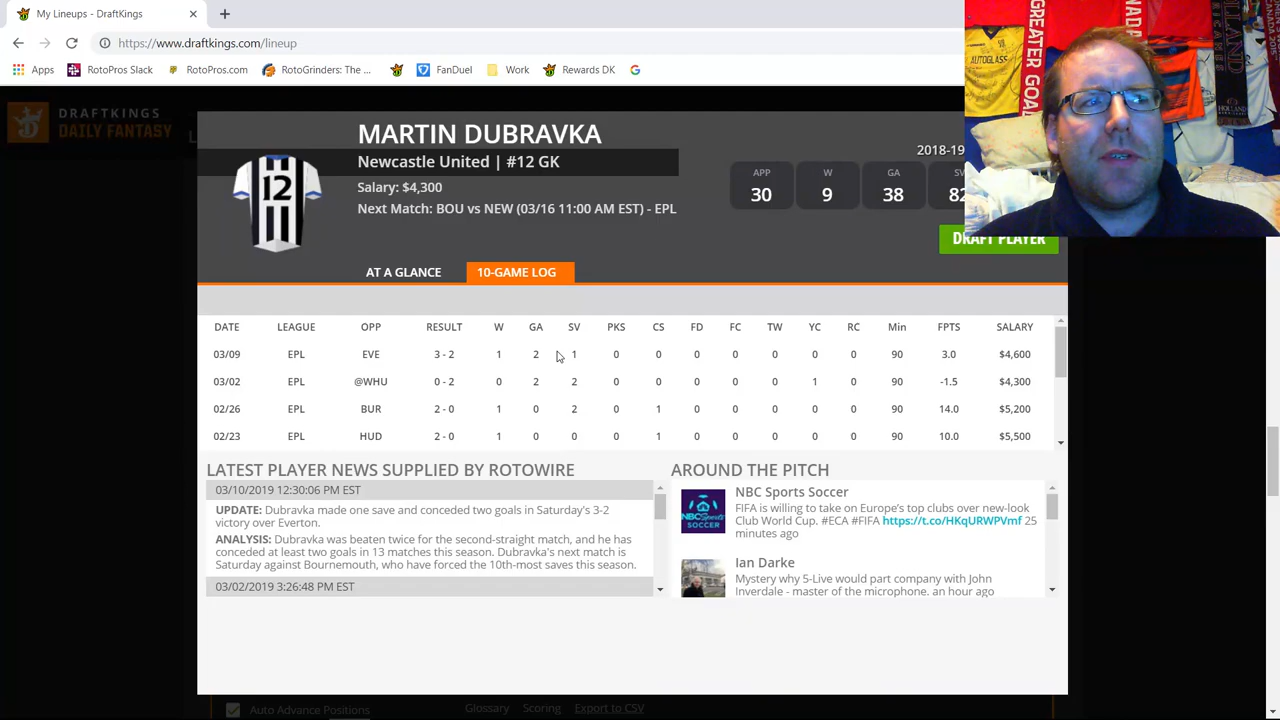 My Lineups - DraftKings
https://www.draftkings.com/lineup
Apps RotoPros Slack RotoPros.com RotoGrinders: The ... FanDuel Work Rewards DK
DRAFTKINGS
DAILY FANTASY
MARTIN DUBRAVKA
Newcastle United | #12 GK
Salary: $4,300
Next Match: BOU vs NEW (03/16 11:00 AM EST) - EPL
12
2018-19
APP W GA SV
30 9 38 82
DRAFT PLAYER
AT A GLANCE 10-GAME LOG
DATE LEAGUE OPP RESULT W GA SV PKS CS FD FC TW YC RC Min FPTS SALARY
03/09 EPL EVE 3 - 2 1 2 1 0 0 0 0 0 0 0 90 3.0 $4,600
03/02 EPL @WHU 0 - 2 0 2 2 0 0 0 0 0 1 0 90 -1.5 $4,300
02/26 EPL BUR 2 - 0 1 0 2 0 1 0 0 0 0 0 90 14.0 $5,200
02/23 EPL HUD 2 - 0 1 0 0 0 1 0 0 0 0 0 90 10.0 $5,500
LATEST PLAYER NEWS SUPPLIED BY ROTOWIRE
03/10/2019 12:30:06 PM EST
UPDATE: Dubravka made one save and conceded two goals in Saturday's 3-2
victory over Everton.
ANALYSIS: Dubravka was beaten twice for the second-straight match, and he has
conceded at least two goals in 13 matches this season. Dubravka's next match is
Saturday against Bournemouth, who have forced the 10th-most saves this season.
03/02/2019 3:26:48 PM EST
AROUND THE PITCH
NBC Sports Soccer
FIFA is willing to take on Europe's top clubs over new-look
Club World Cup. #ECA #FIFA https://t.co/HKqURWPVmf 25
minutes ago
NBC Sports
SOCCER
Ian Darke
Mystery why 5-Live would part company with John
Inverdale - master of the microphone. an hour ago
Auto Advance Positions
Glossary Scoring Export to CSV
AUTOGLASS
GREATER GOAL
HOLLAND